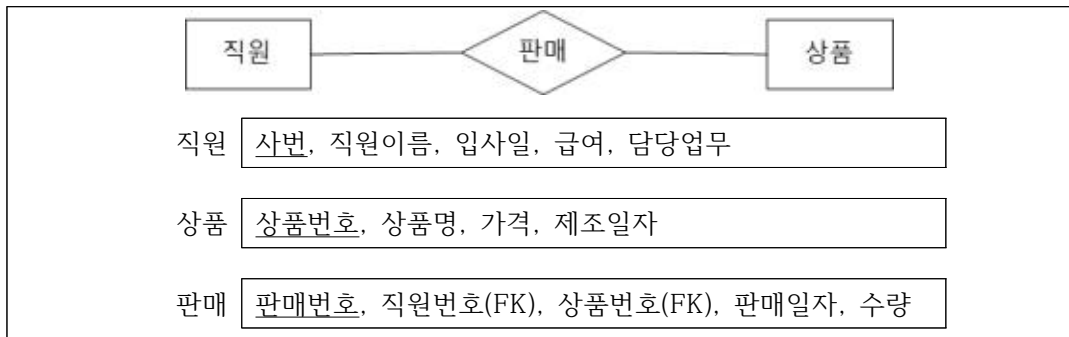 직원 판매 상품
직원 사번, 직원이름, 입사일, 급여, 담당업무
상품 상품번호, 상품명, 가격, 제조일자
판매 판매번호, 직원번호(FK), 상품번호(FK), 판매일자, 수량